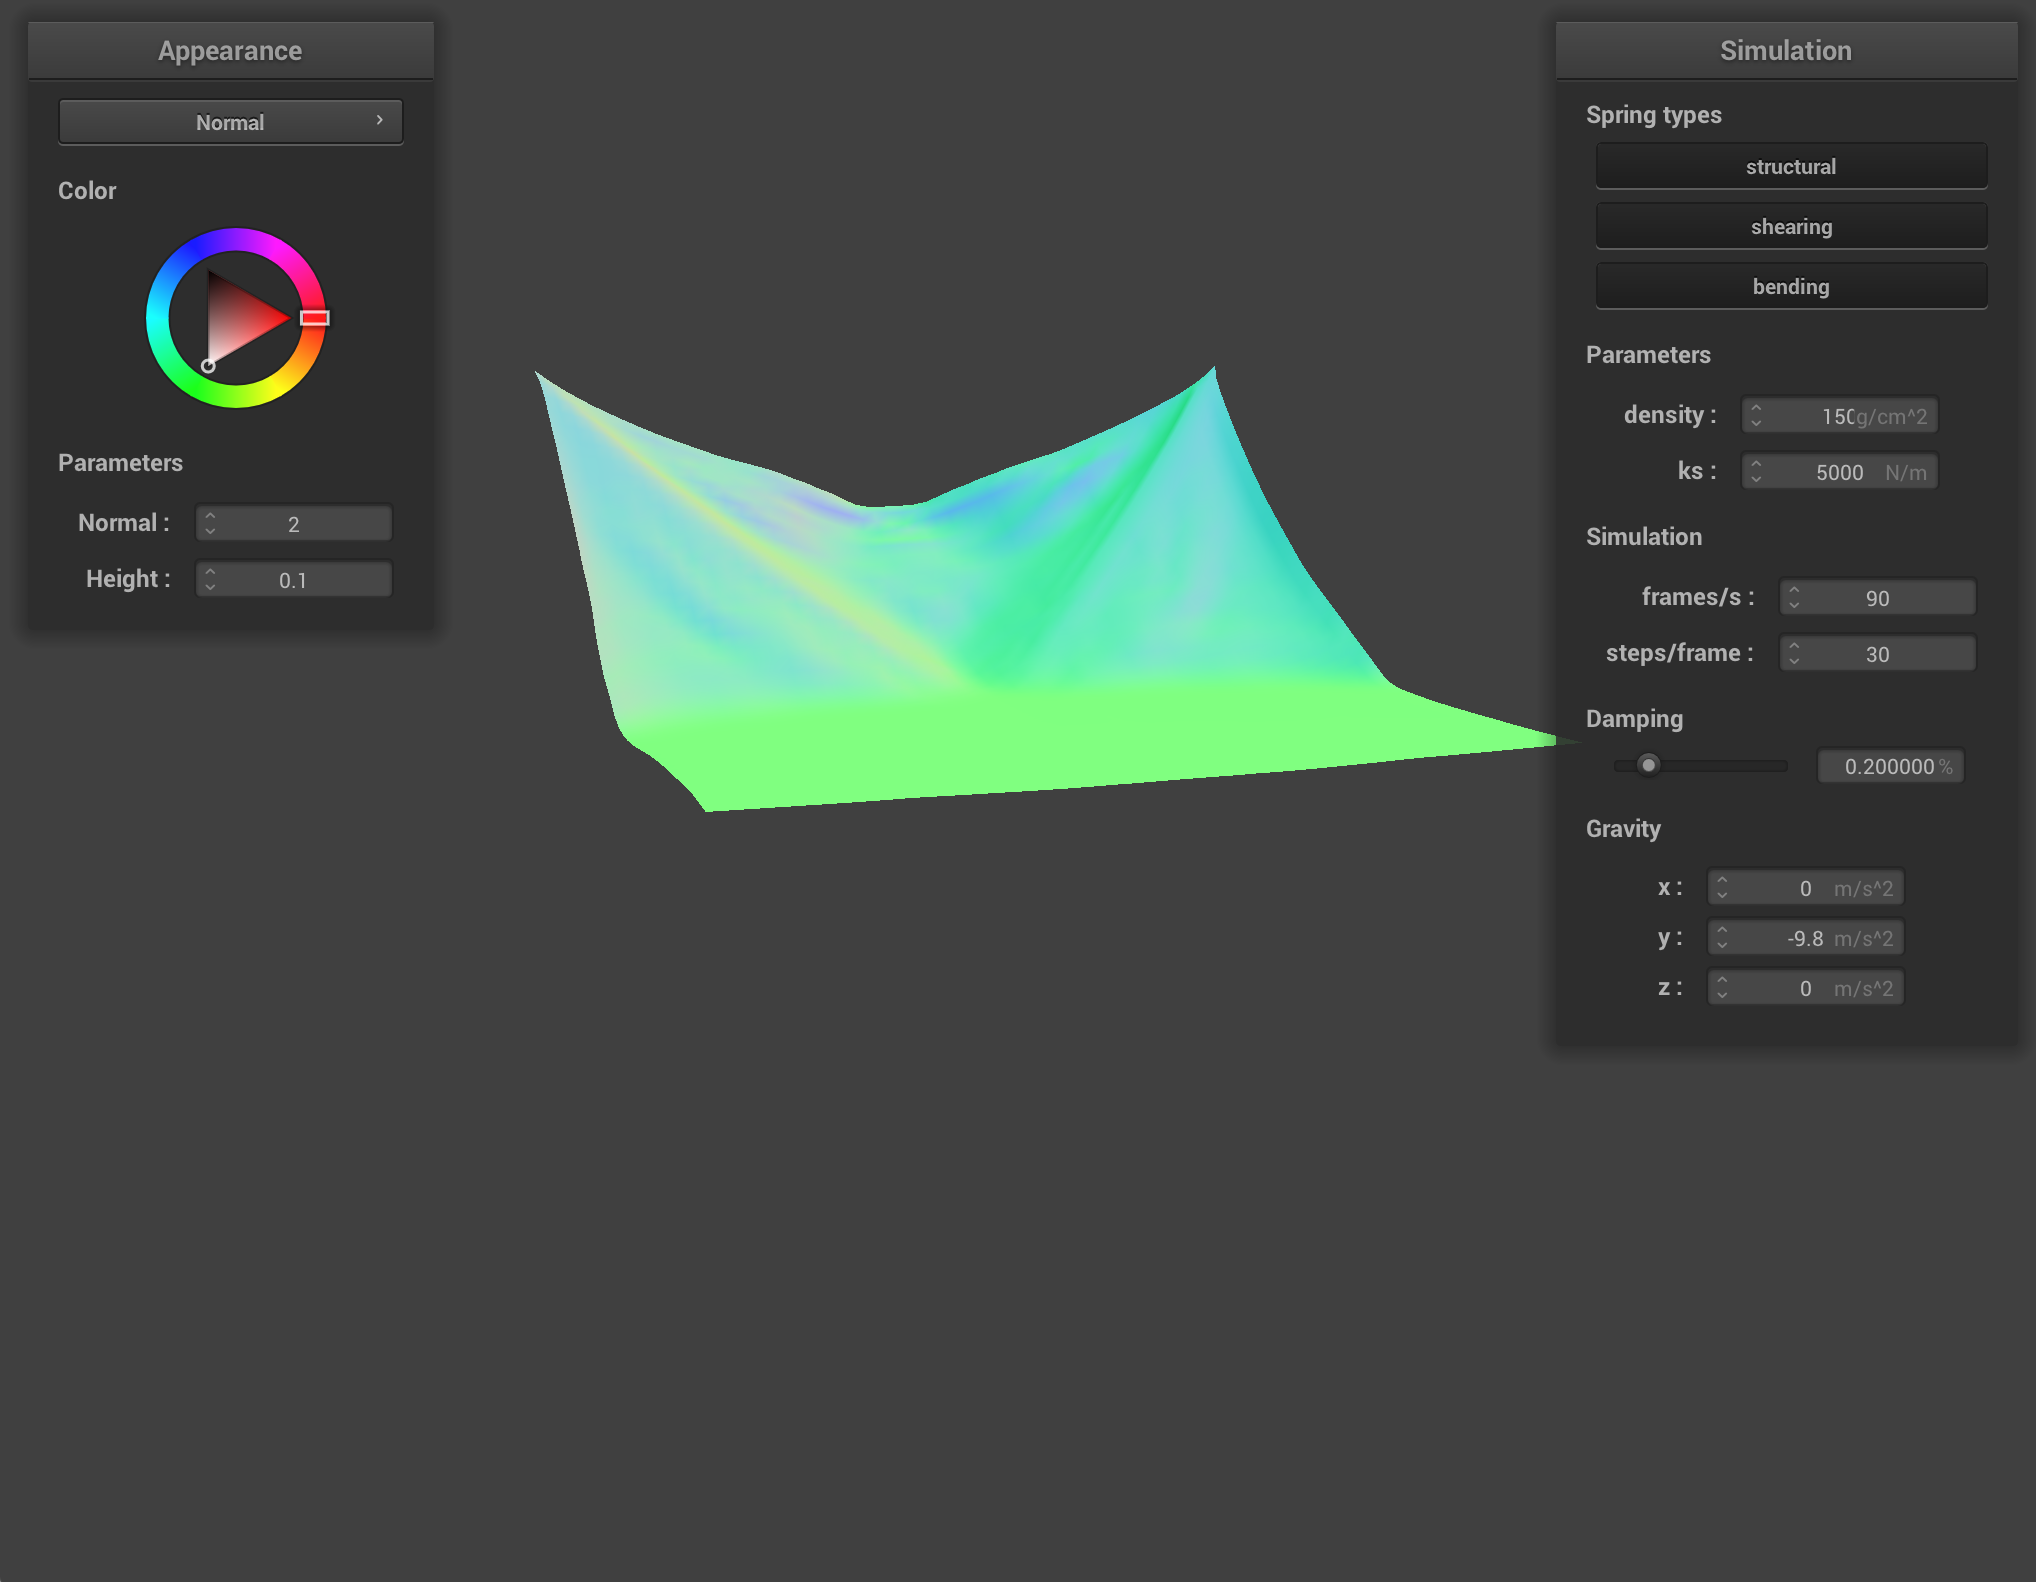 Appearance
Normal
Color
Parameters
Normal : 2
Height : 0.1
Simulation
Spring types
structural
shearing
bending
Parameters
density : 150 g/cm^2
ks : 5000 N/m
Simulation
frames/s : 90
steps/frame : 30
Damping
0.200000 %
Gravity
x : 0 m/s^2
y : -9.8 m/s^2
z : 0 m/s^2